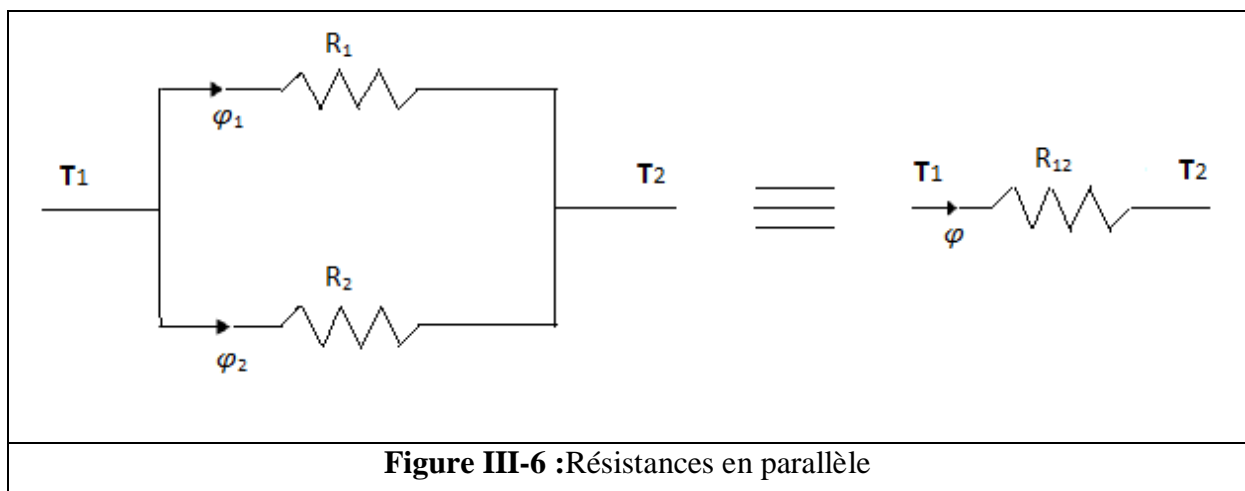 R₁
φ₁
T1
T2
R₂
φ₂
T1
R₁₂
T2
φ
Figure III-6 :Résistances en parallèle